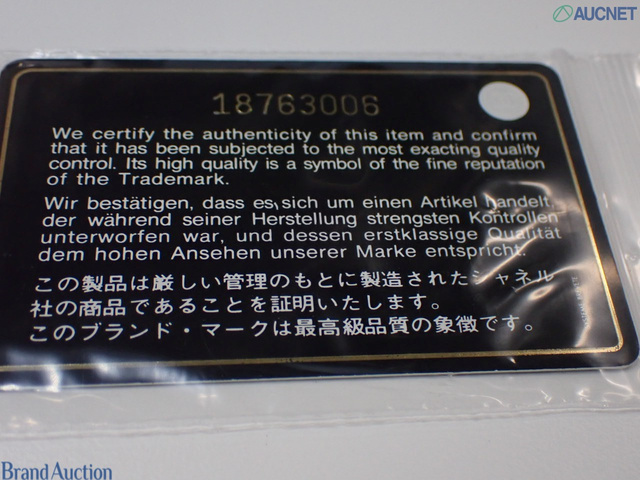 AUCNET
18763006
We certify the authenticity of this item and confirm
that it has been subjected to the most exacting quality
control. Its high quality is a symbol of the fine reputation
of the Trademark.
Wir bestätigen, dass es sich um einen Artikel handelt,
der während seiner Herstellung strengsten Kontrollen
unterworfen war, und dessen erstklassige Qualität
dem hohen Ansehen unserer Marke entspricht.
この製品は厳しい管理のもとに製造されたシャネル
社の商品であることを証明いたします。
このブランド・マークは最高級品質の象徴です。
Brand Auction